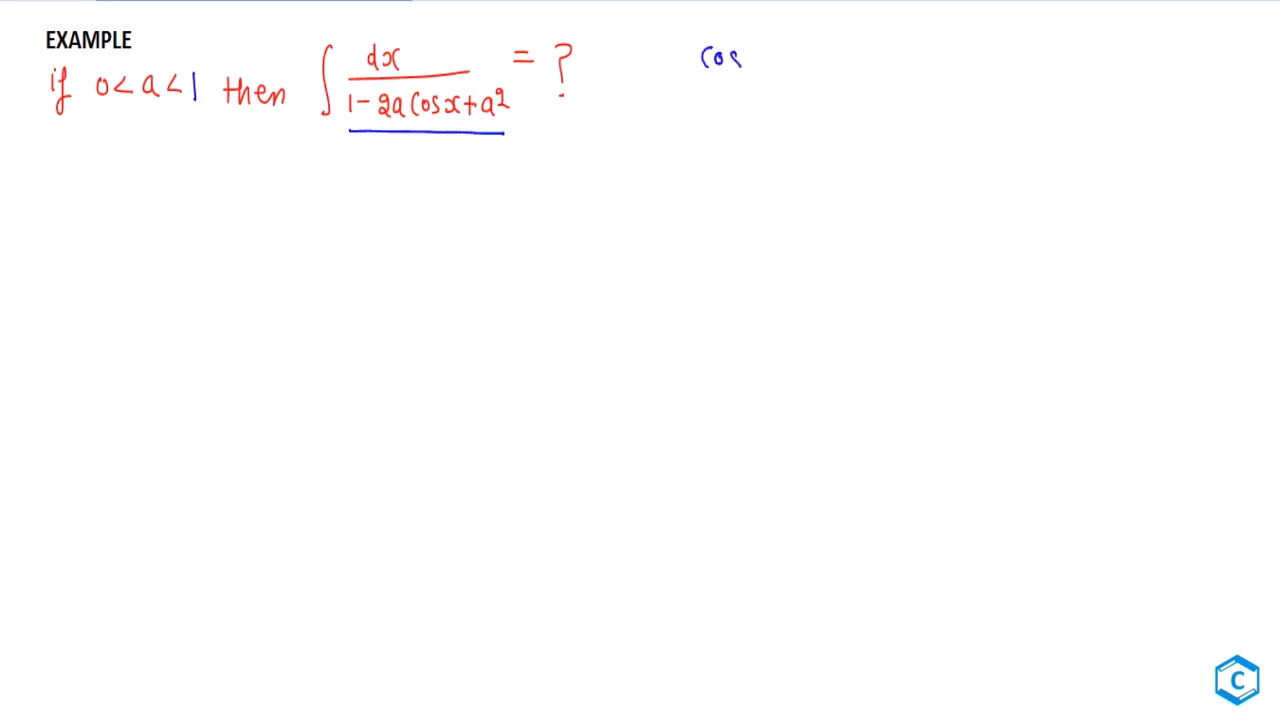 EXAMPLE
if 0<a<1 then ∫ dx / (1-2a Cosx+a²) = ?
cos
C